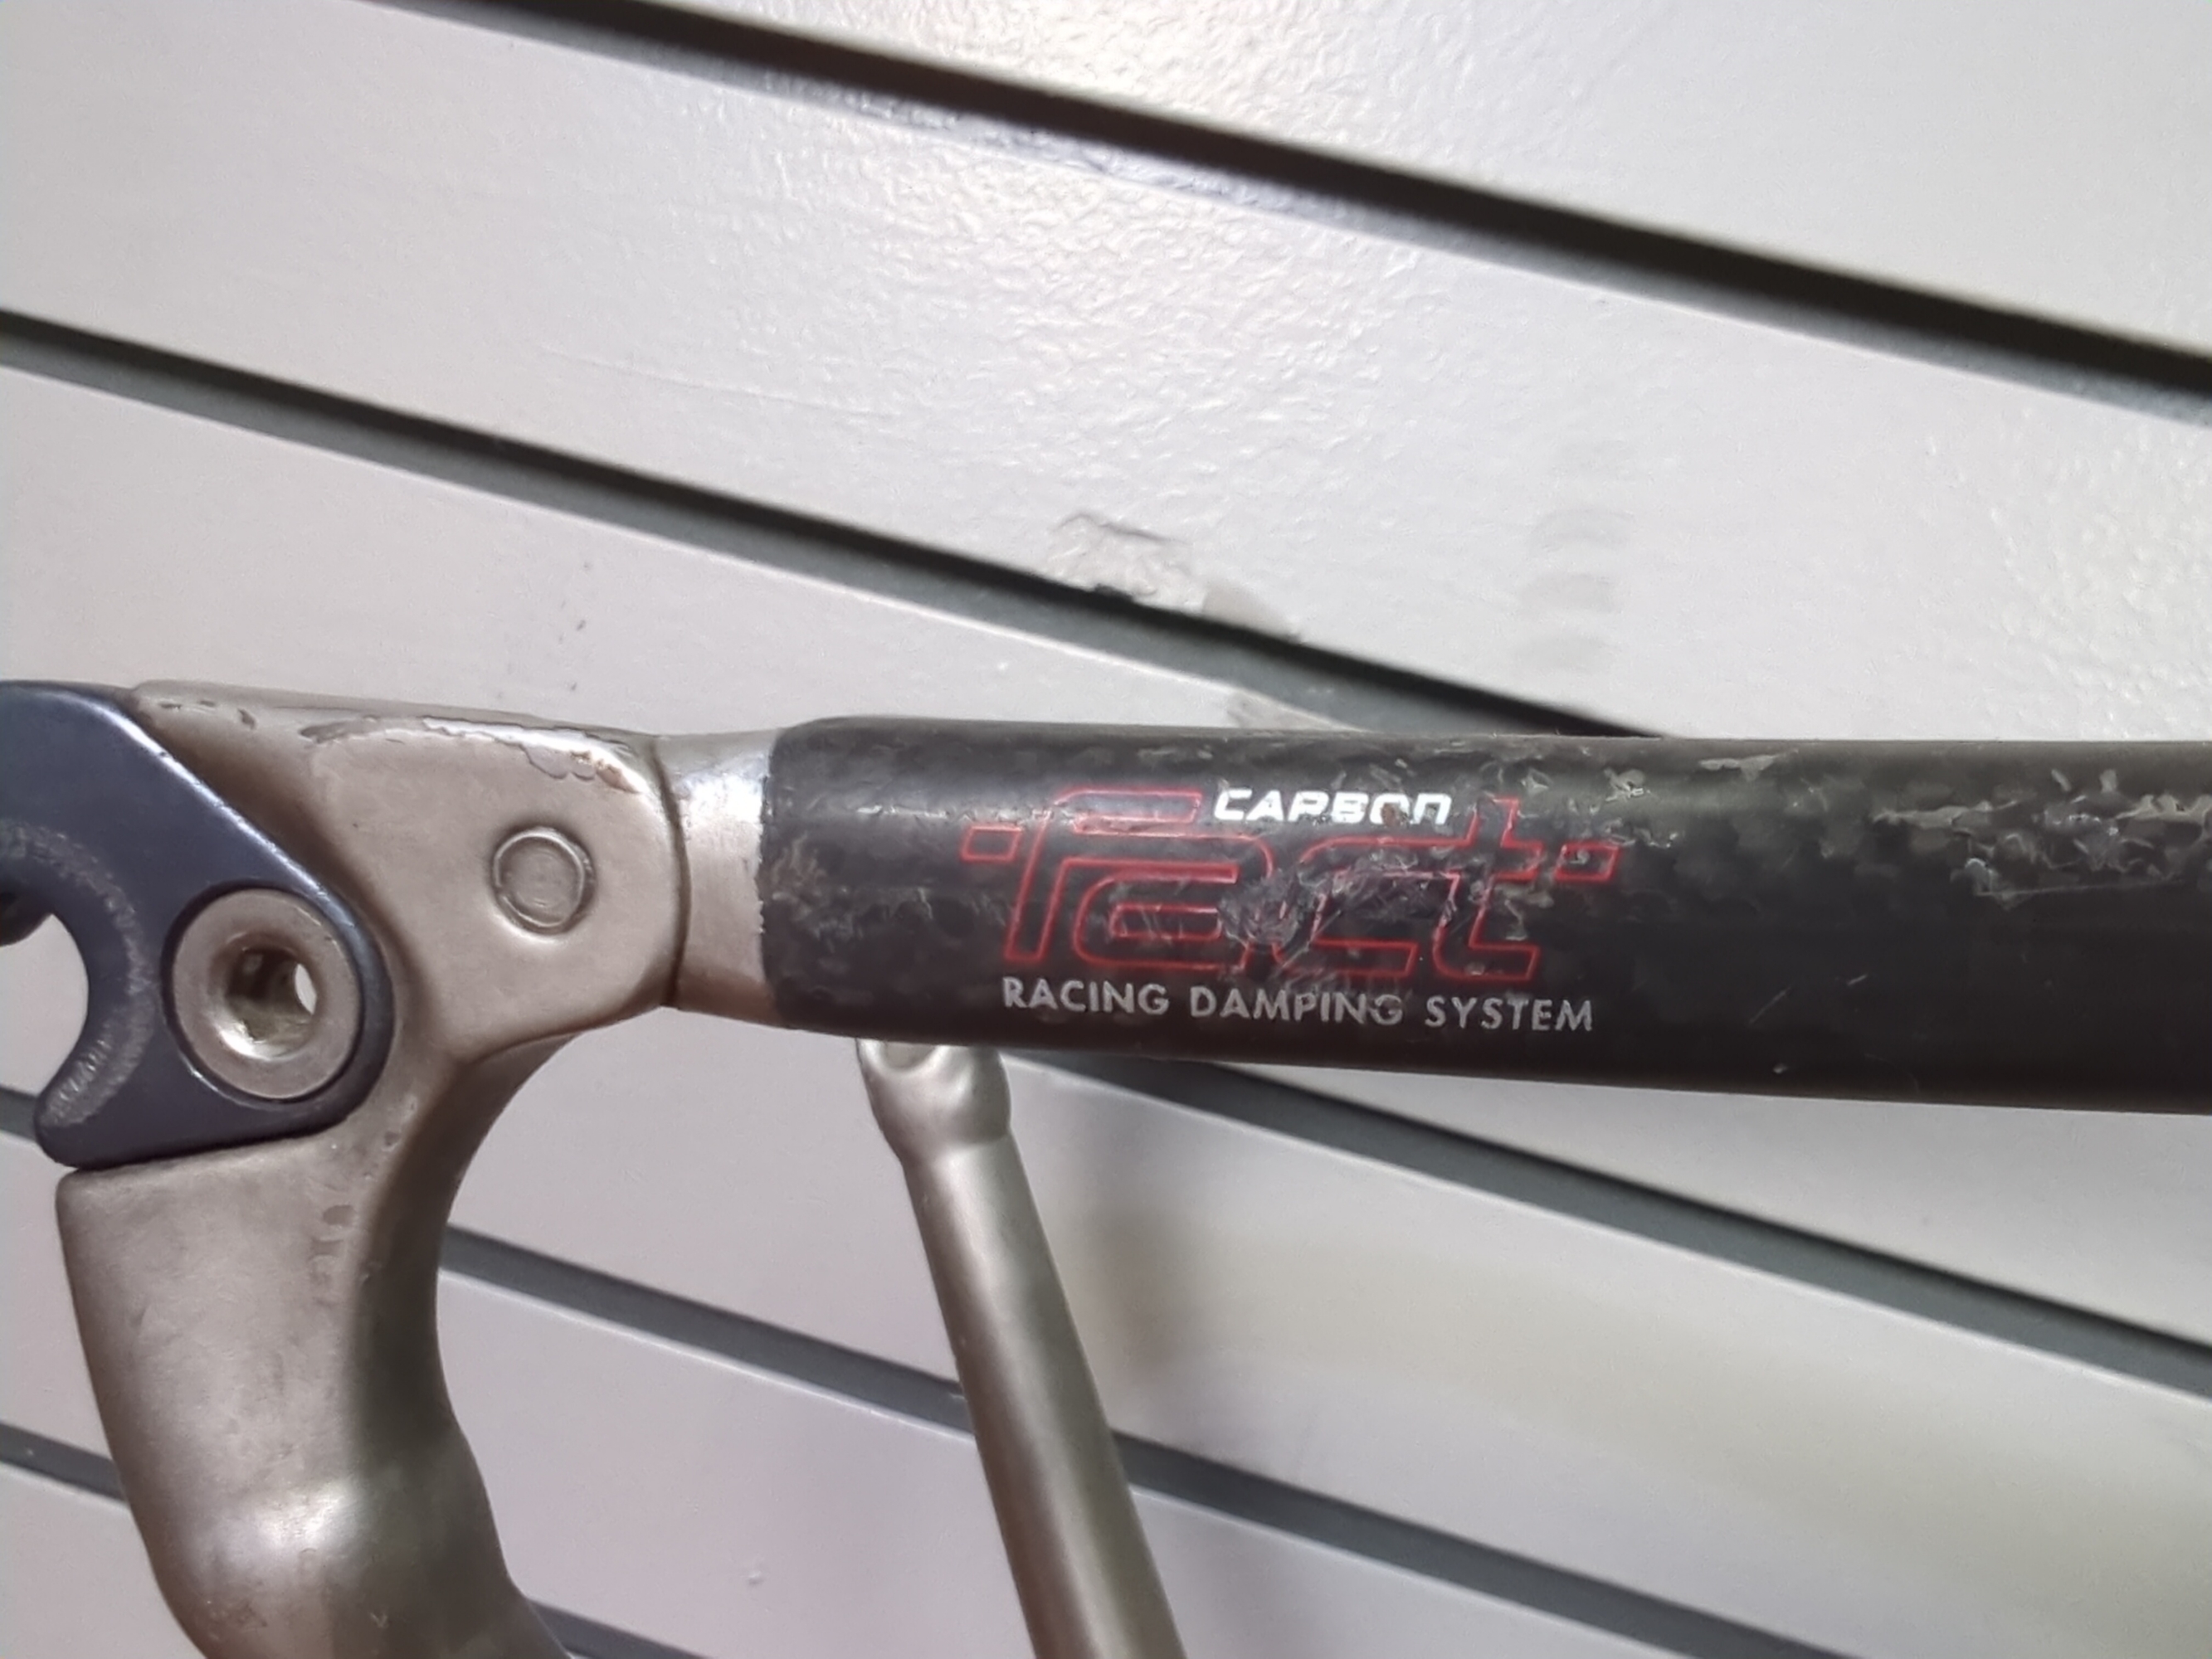 CARBON
fact
RACING DAMPING SYSTEM